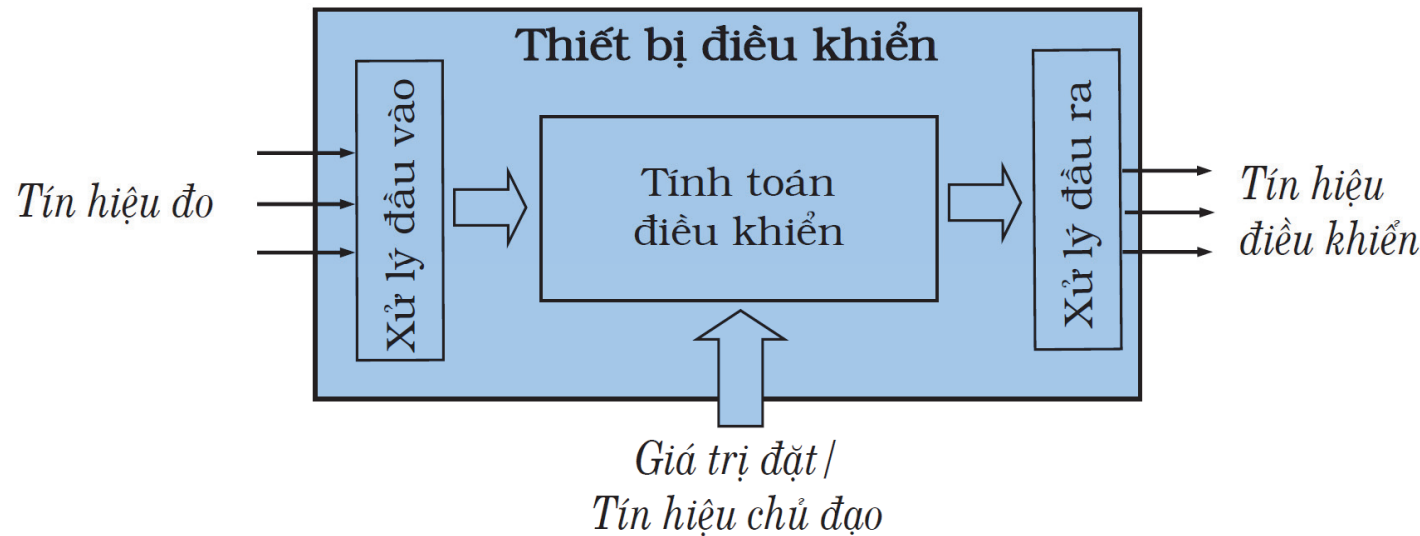 Thiết bị điều khiển
Tín hiệu đo
Xử lý đầu vào
Tính toán
điều khiển
Xử lý đầu ra
Tín hiệu
điều khiển
Giá trị đặt/
Tín hiệu chủ đạo